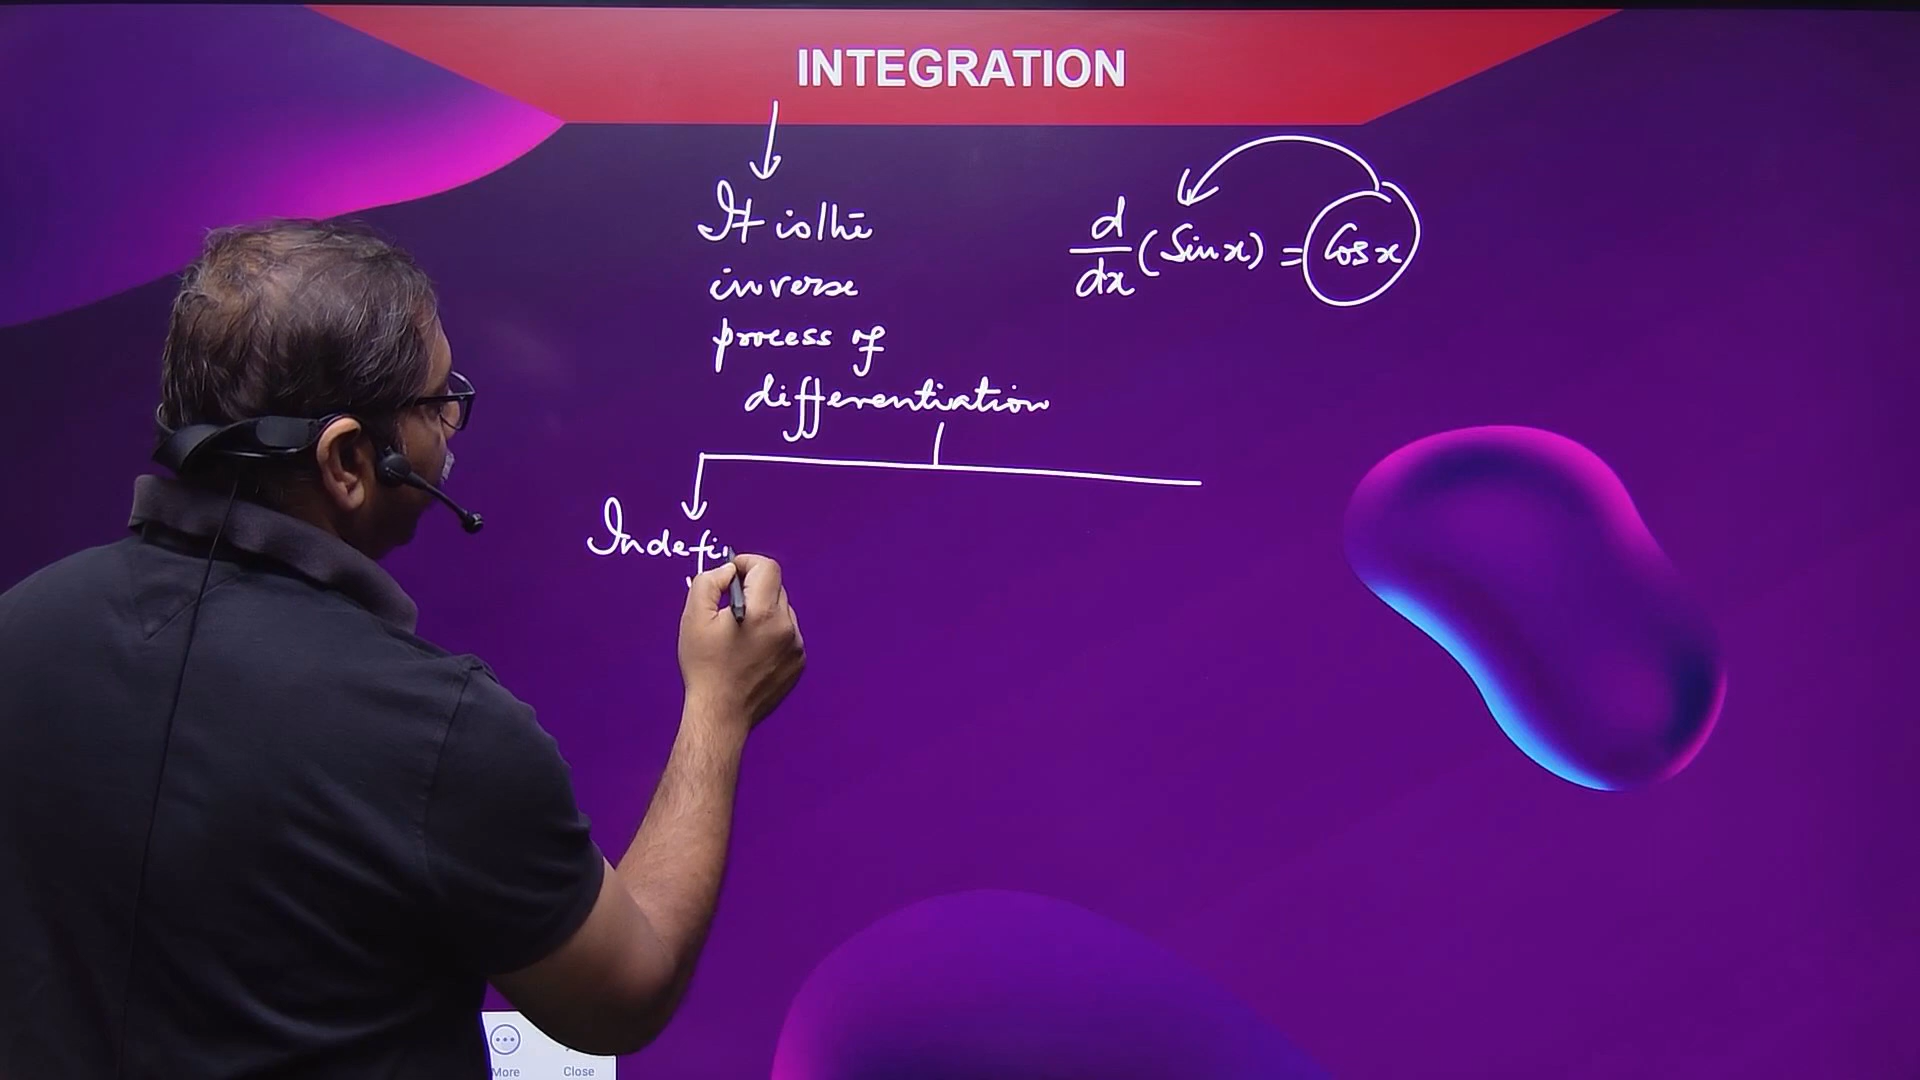 INTEGRATION
It is the
inverse
process of
differentiation
d/dx (Sin x) = Cos x
Indefi
More
Close